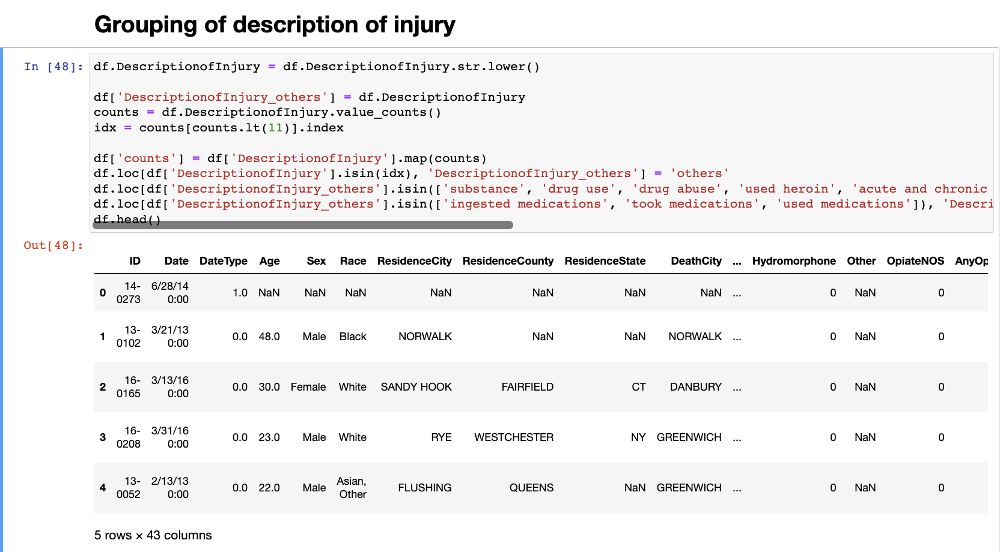 Grouping of description of injury
In [48]:
df.DescriptionofInjury = df.DescriptionofInjury.str.lower()
df['DescriptionofInjury_others'] = df.DescriptionofInjury
counts = df.DescriptionofInjury.value_counts()
idx = counts[counts.lt(11)].index
df['counts'] = df['DescriptionofInjury'].map(counts)
df.loc[df['DescriptionofInjury'].isin(idx), 'DescriptionofInjury_others'] = 'others'
df.loc[df['DescriptionofInjury_others'].isin(['substance', 'drug use', 'drug abuse', 'used heroin', 'acute and chronic
df.loc[df['DescriptionofInjury_others'].isin(['ingested medications', 'took medications', 'used medications']), 'Descri
df.head()
Out[48]:
ID Date DateType Age Sex Race ResidenceCity ResidenceCounty ResidenceState DeathCity ... Hydromorphone Other OpiateNOS AnyOp
0 14-0273 6/28/14 0:00 1.0 NaN NaN NaN NaN NaN NaN NaN ... 0 NaN 0
1 13-0102 3/21/13 0:00 0.0 48.0 Male Black NORWALK NaN NaN NORWALK ... 0 NaN 0
2 16-0165 3/13/16 0:00 0.0 30.0 Female White SANDY HOOK FAIRFIELD CT DANBURY ... 0 NaN 0
3 16-0208 3/31/16 0:00 0.0 23.0 Male White RYE WESTCHESTER NY GREENWICH ... 0 NaN 0
4 13-0052 2/13/13 0:00 0.0 22.0 Male Asian, Other FLUSHING QUEENS NaN GREENWICH ... 0 NaN 0
5 rows × 43 columns